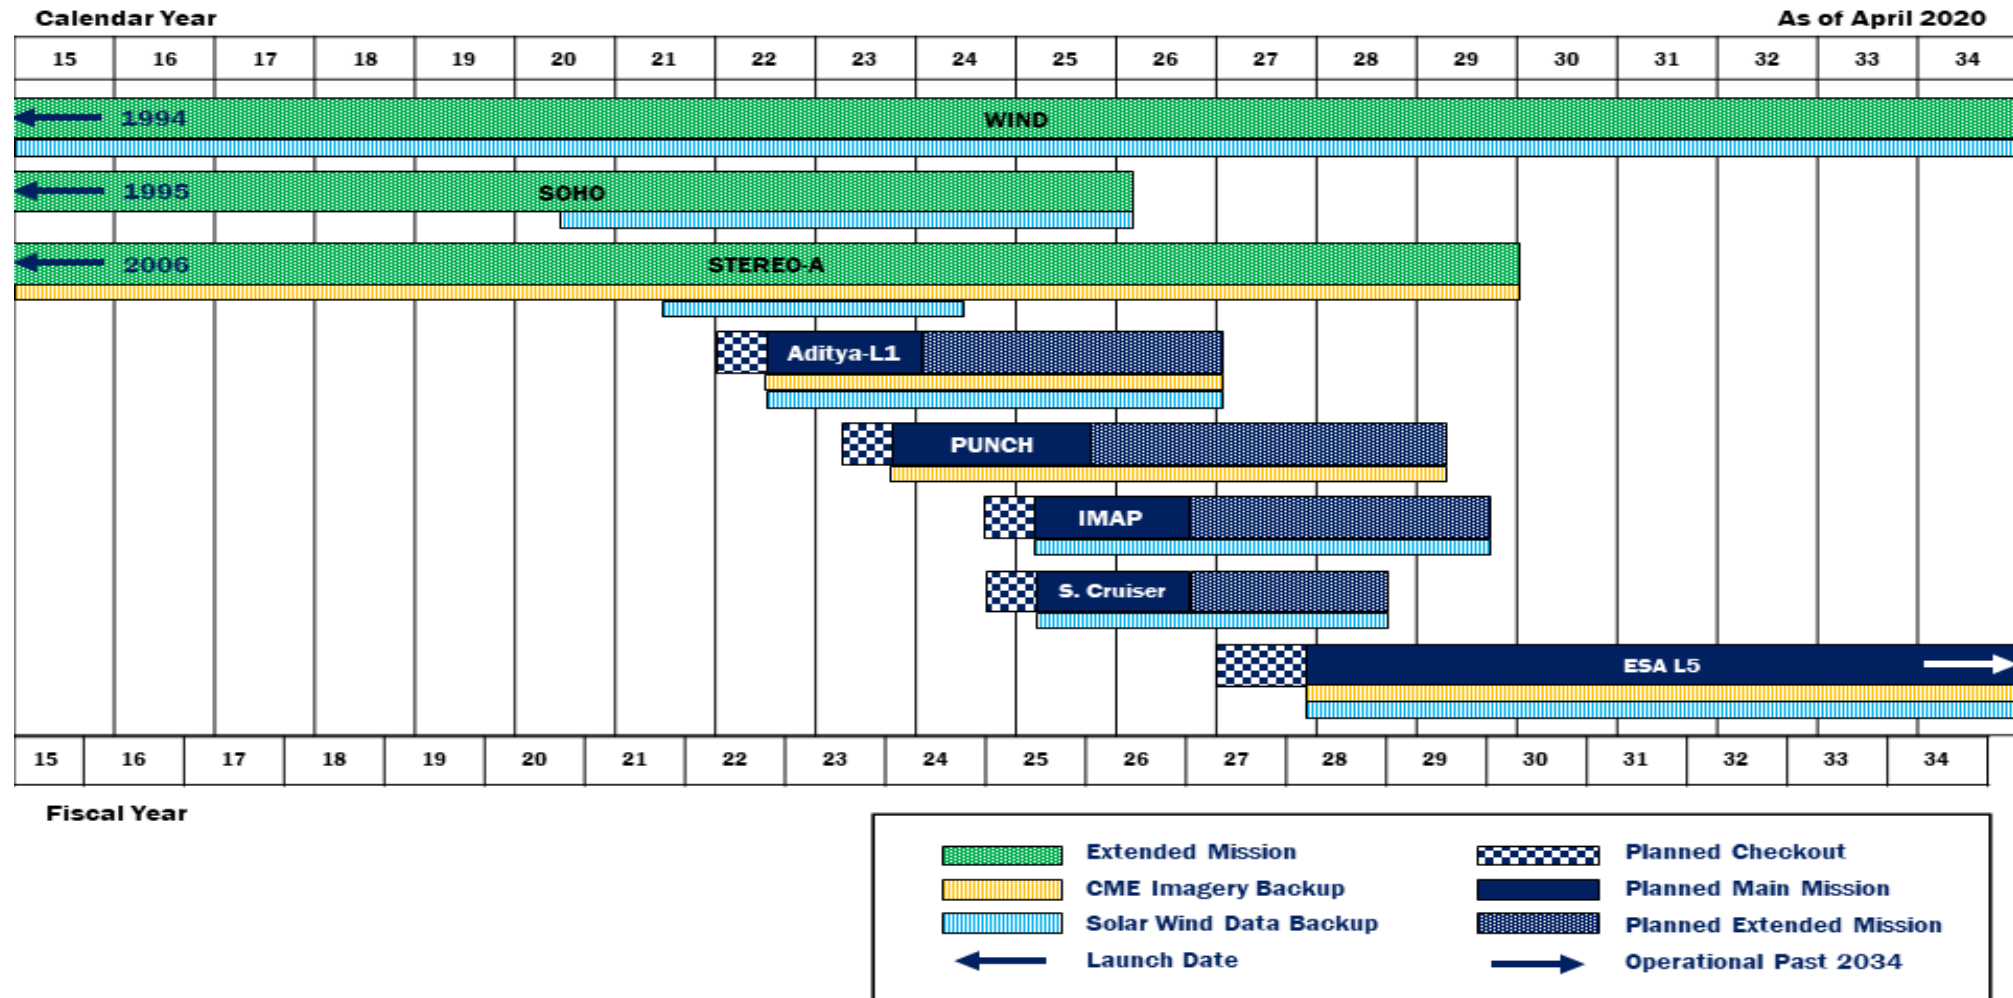 Calendar Year As of April 2020
15 16 17 18 19 20 21 22 23 24 25 26 27 28 29 30 31 32 33 34
1994 WIND
1995 SOHO
2006 STEREO-A
Aditya-L1
PUNCH
IMAP
S. Cruiser
ESA L5
15 16 17 18 19 20 21 22 23 24 25 26 27 28 29 30 31 32 33 34
Fiscal Year
Extended Mission Planned Checkout
CME Imagery Backup Planned Main Mission
Solar Wind Data Backup Planned Extended Mission
Launch Date Operational Past 2034